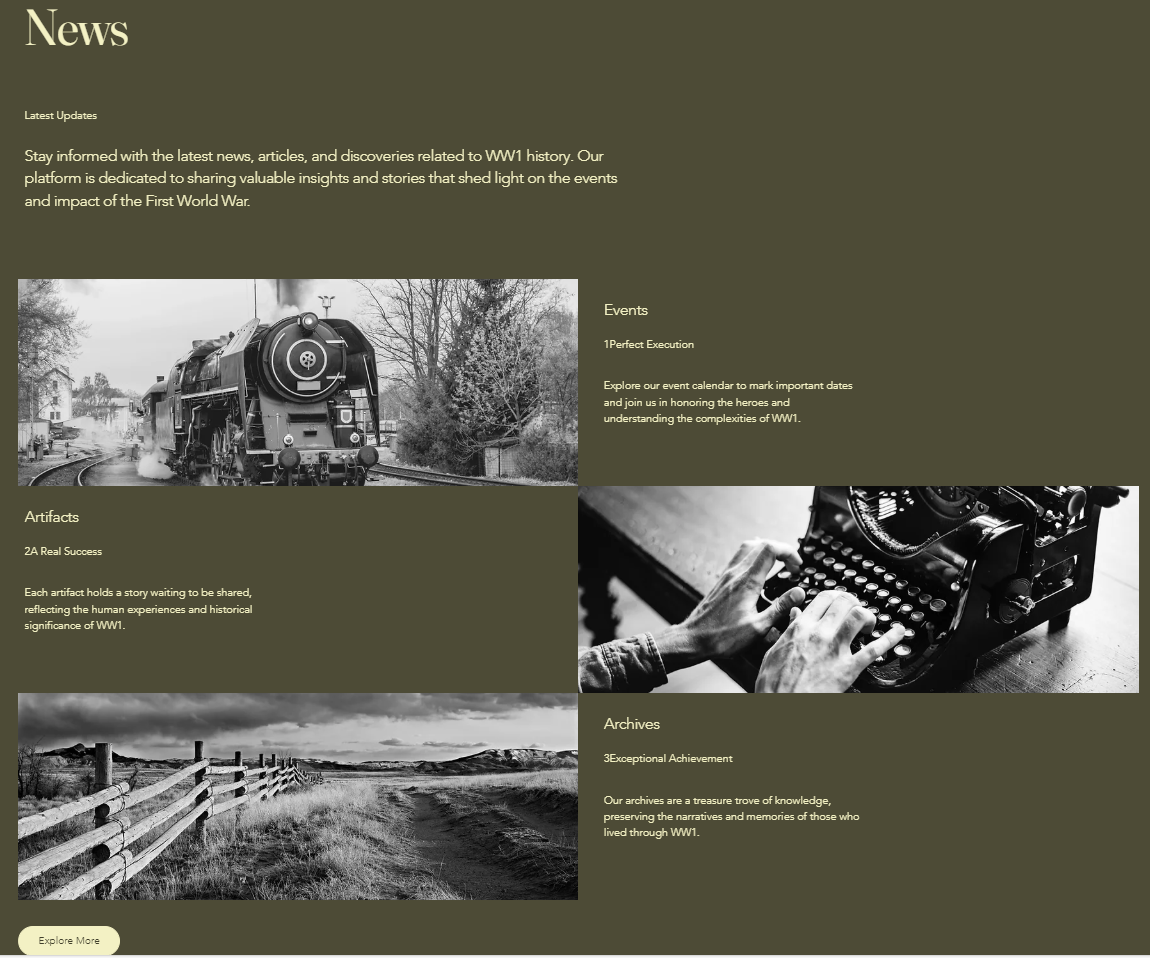 News
Latest Updates
Stay informed with the latest news, articles, and discoveries related to WW1 history. Our
platform is dedicated to sharing valuable insights and stories that shed light on the events
and impact of the First World War.
Events
1Perfect Execution
Explore our event calendar to mark important dates
and join us in honoring the heroes and
understanding the complexities of WW1.
Artifacts
2A Real Success
Each artifact holds a story waiting to be shared,
reflecting the human experiences and historical
significance of WW1.
Archives
3Exceptional Achievement
Our archives are a treasure trove of knowledge,
preserving the narratives and memories of those who
lived through WW1.
Explore More